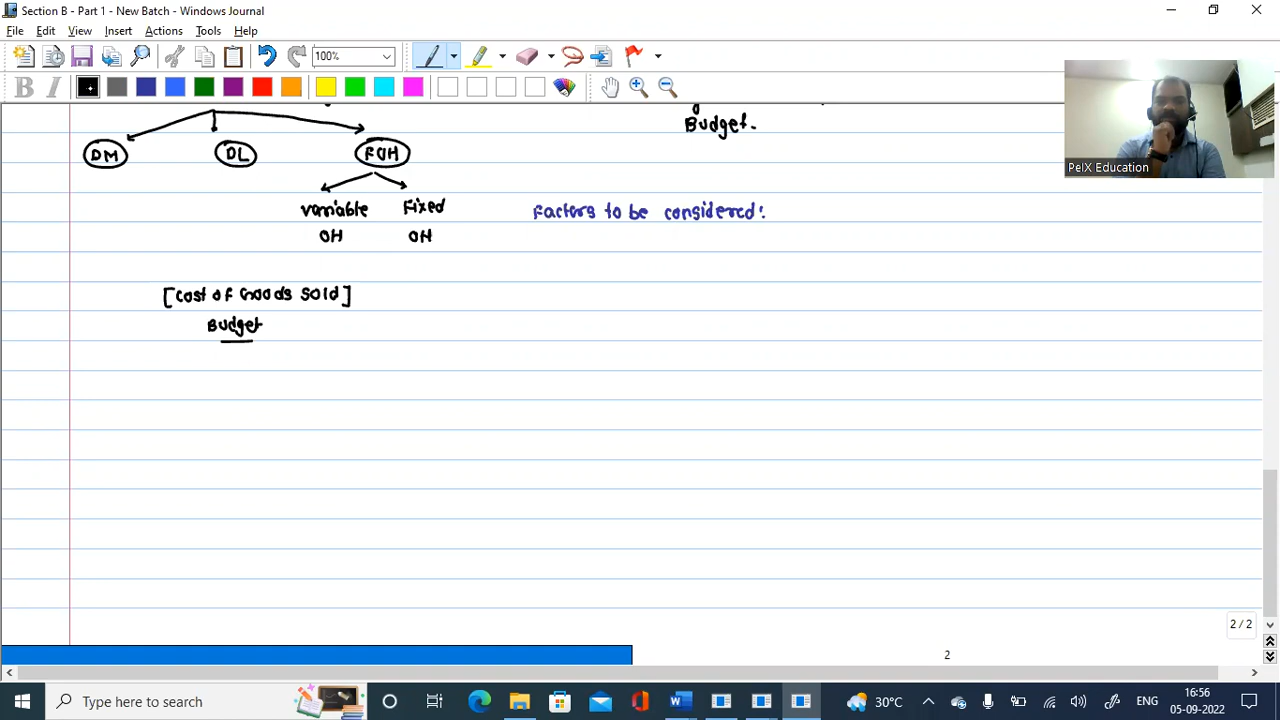 Section B - Part 1 - New Batch - Windows Journal
File Edit View Insert Actions Tools Help
100%
B I
Budget.
DM DL FOH
PelX Education
variable Fixed
OH OH
Factors to be considered:
[Cost of Goods Sold]
Budget
2 / 2
2
Type here to search
30°C
ENG
16:56
05-09-2022